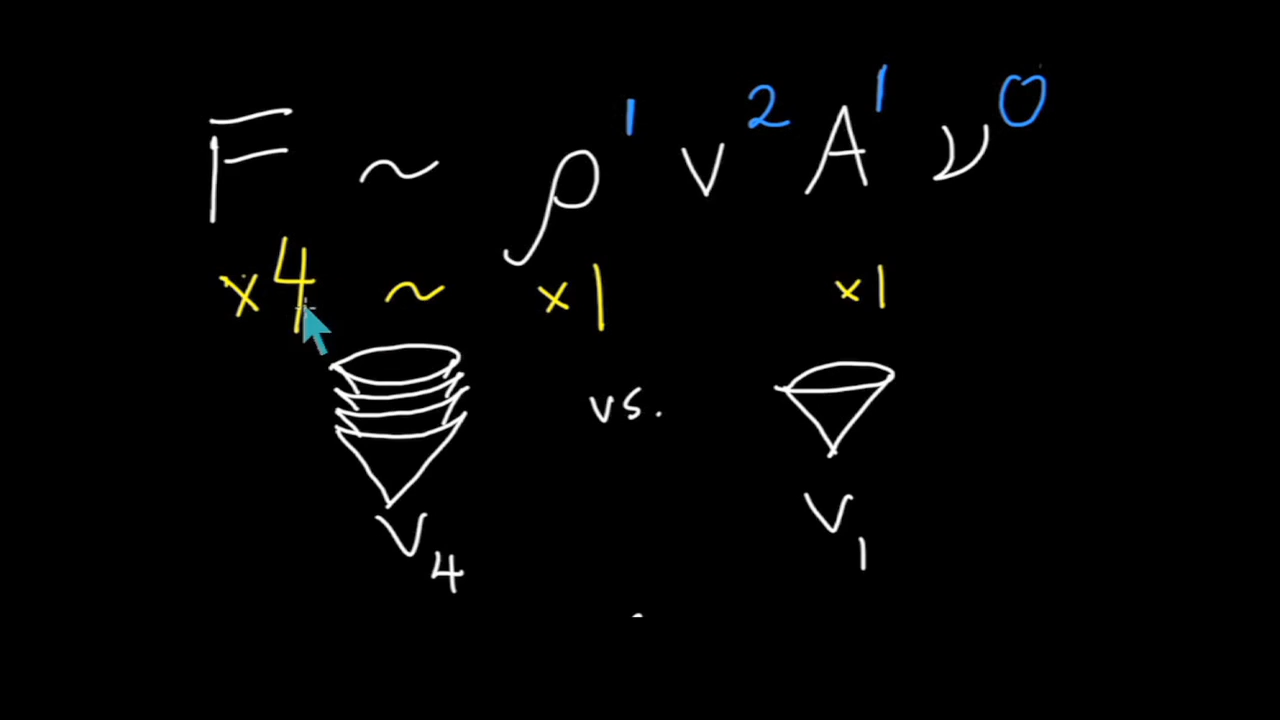 F ~ ρ¹ v² A¹ ν⁰
×4 ~ ×1 ×1
vs.
v₄ v₁